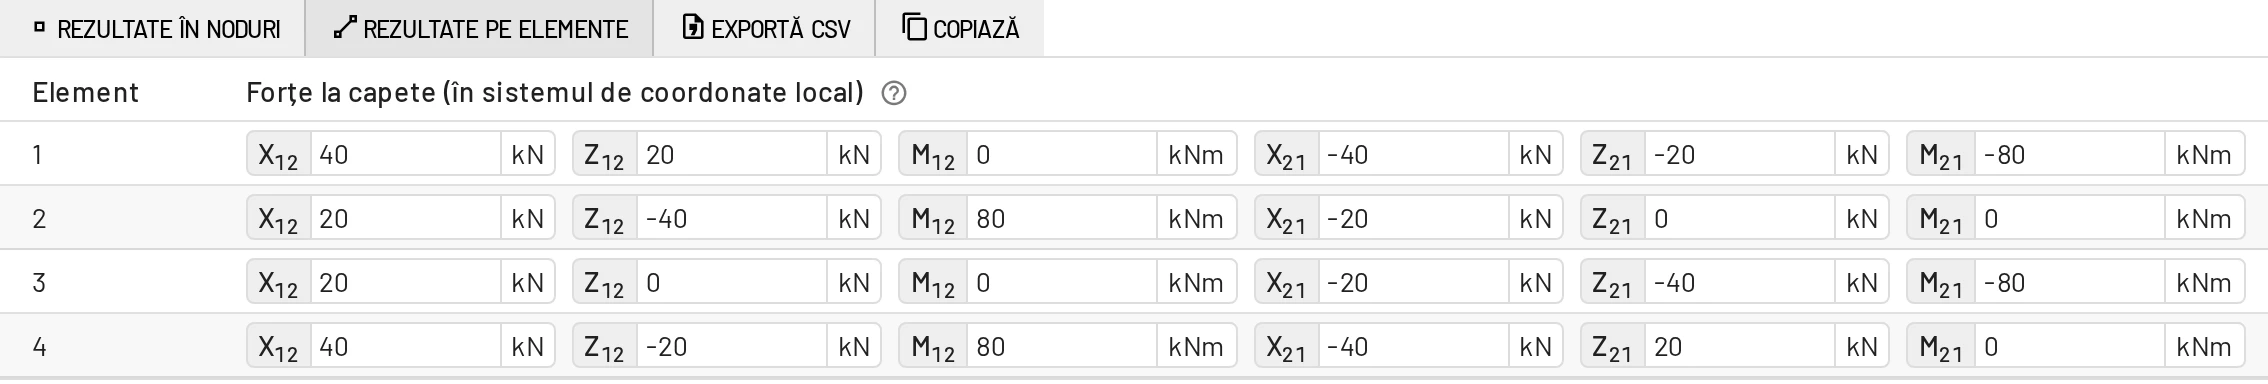 REZULTATE ÎN NODURI REZULTATE PE ELEMENTE EXPORTĂ CSV COPIAZĂ
Element Forțe la capete (în sistemul de coordonate local) ?
1 X12 40 kN Z12 20 kN M12 0 kNm X21 -40 kN Z21 -20 kN M21 -80 kNm
2 X12 20 kN Z12 -40 kN M12 80 kNm X21 -20 kN Z21 0 kN M21 0 kNm
3 X12 20 kN Z12 0 kN M12 0 kNm X21 -20 kN Z21 -40 kN M21 -80 kNm
4 X12 40 kN Z12 -20 kN M12 80 kNm X21 -40 kN Z21 20 kN M21 0 kNm